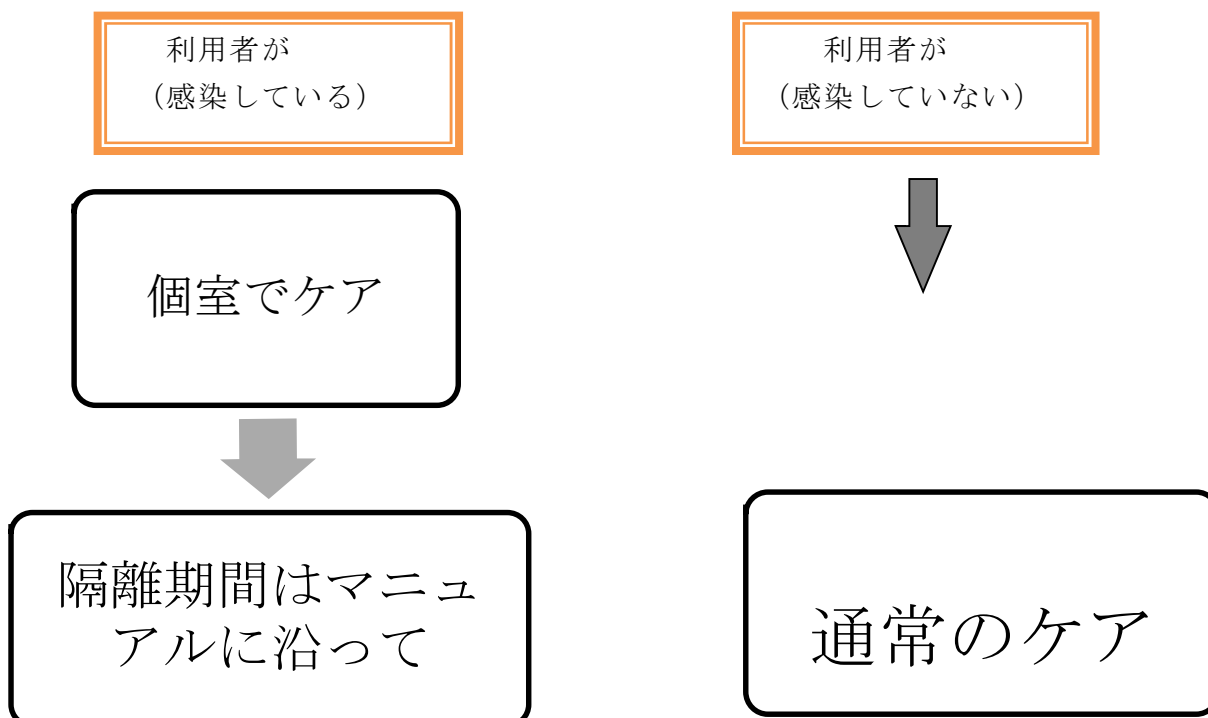 利用者が
（感染している）
個室でケア
隔離期間はマニュ
アルに沿って
利用者が
（感染していない）
通常のケア